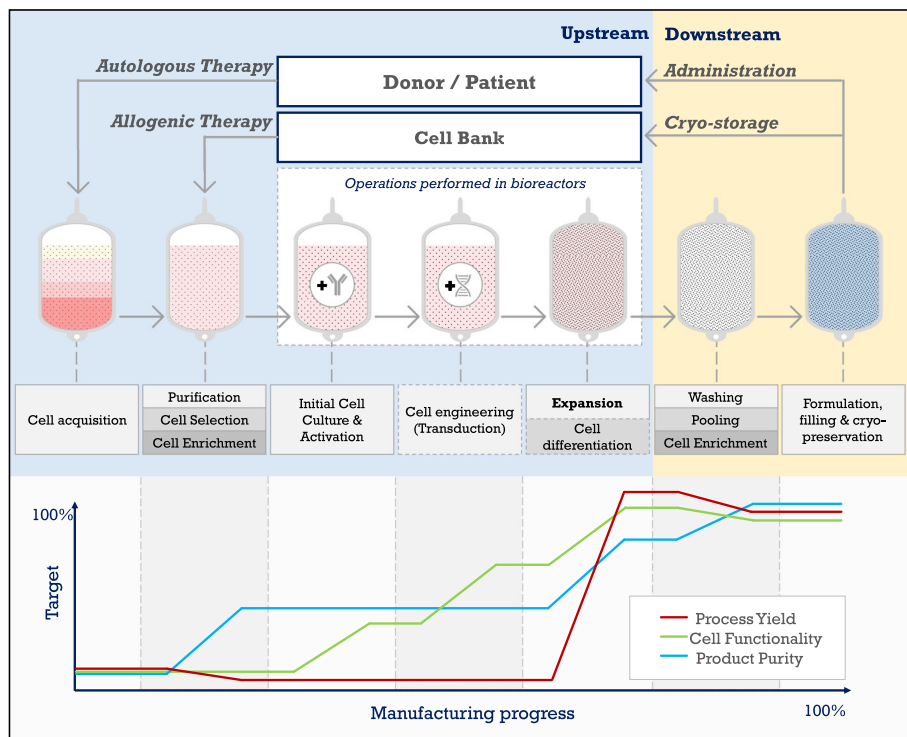 Upstream
Downstream
Autologous Therapy
Donor / Patient
Administration
Allogenic Therapy
Cell Bank
Cryo-storage
Operations performed in bioreactors
+
+
Cell acquisition
Purification
Cell Selection
Cell Enrichment
Initial Cell
Culture &
Activation
Cell engineering
(Transduction)
Expansion
Cell
differentiation
Washing
Pooling
Cell Enrichment
Formulation,
filling & cryo-
preservation
100%
Target
Process Yield
Cell Functionality
Product Purity
Manufacturing progress
100%